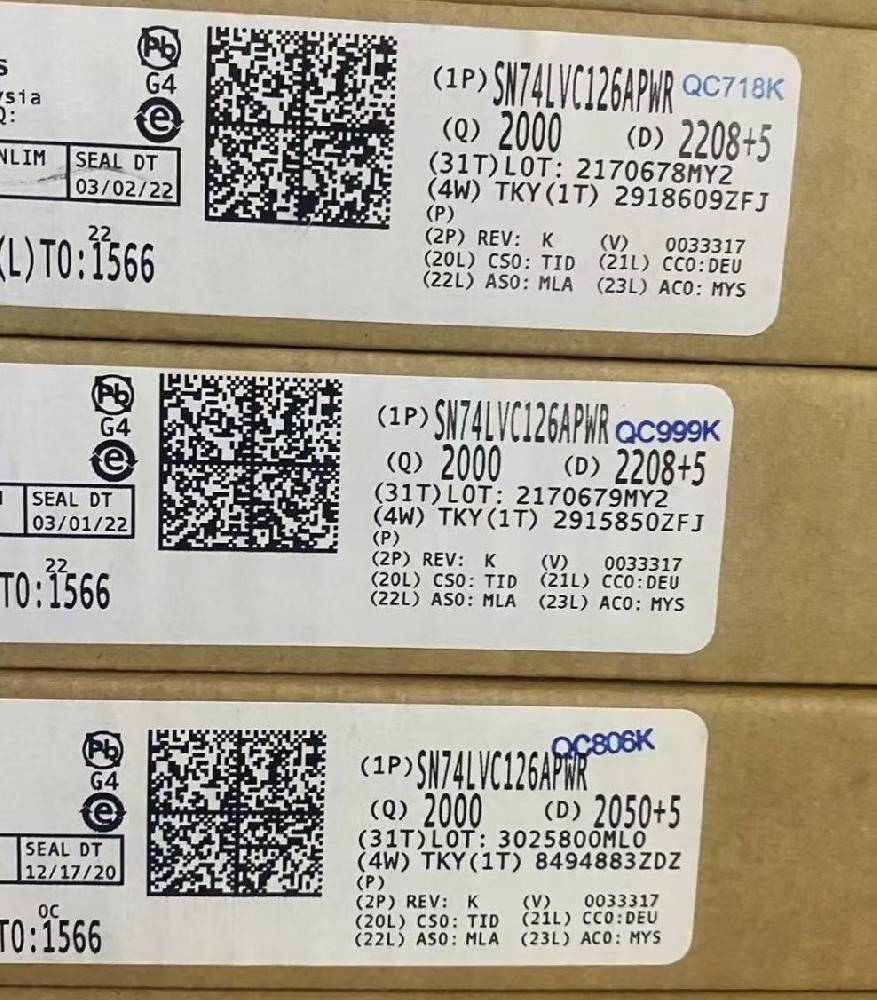 Pb
G4
e
S
ysia
Q:
NLIM SEAL DT
03/02/22
22
(L)TO:1566
(1P)SN74LVC126APWR QC718K
(Q) 2000 (D) 2208+5
(31T)LOT: 2170678MY2
(4W) TKY(1T) 2918609ZFJ
(P)
(2P) REV: K (V) 0033317
(20L) CSO: TID (21L) CCO:DEU
(22L) ASO: MLA (23L) ACO: MYS
Pb
G4
e
SEAL DT
03/01/22
22
TO:1566
(1P)SN74LVC126APWR QC999K
(Q) 2000 (D) 2208+5
(31T)LOT: 2170679MY2
(4W) TKY(1T) 2915850ZFJ
(P)
(2P) REV: K (V) 0033317
(20L) CSO: TID (21L) CCO:DEU
(22L) ASO: MLA (23L) ACO: MYS
Pb
G4
e
SEAL DT
12/17/20
OC
TO:1566
QC806K
(1P)SN74LVC126APWR
(Q) 2000 (D) 2050+5
(31T)LOT: 3025800ML0
(4W) TKY(1T) 8494883ZDZ
(P)
(2P) REV: K (V) 0033317
(20L) CSO: TID (21L) CCO:DEU
(22L) ASO: MLA (23L) ACO: MYS